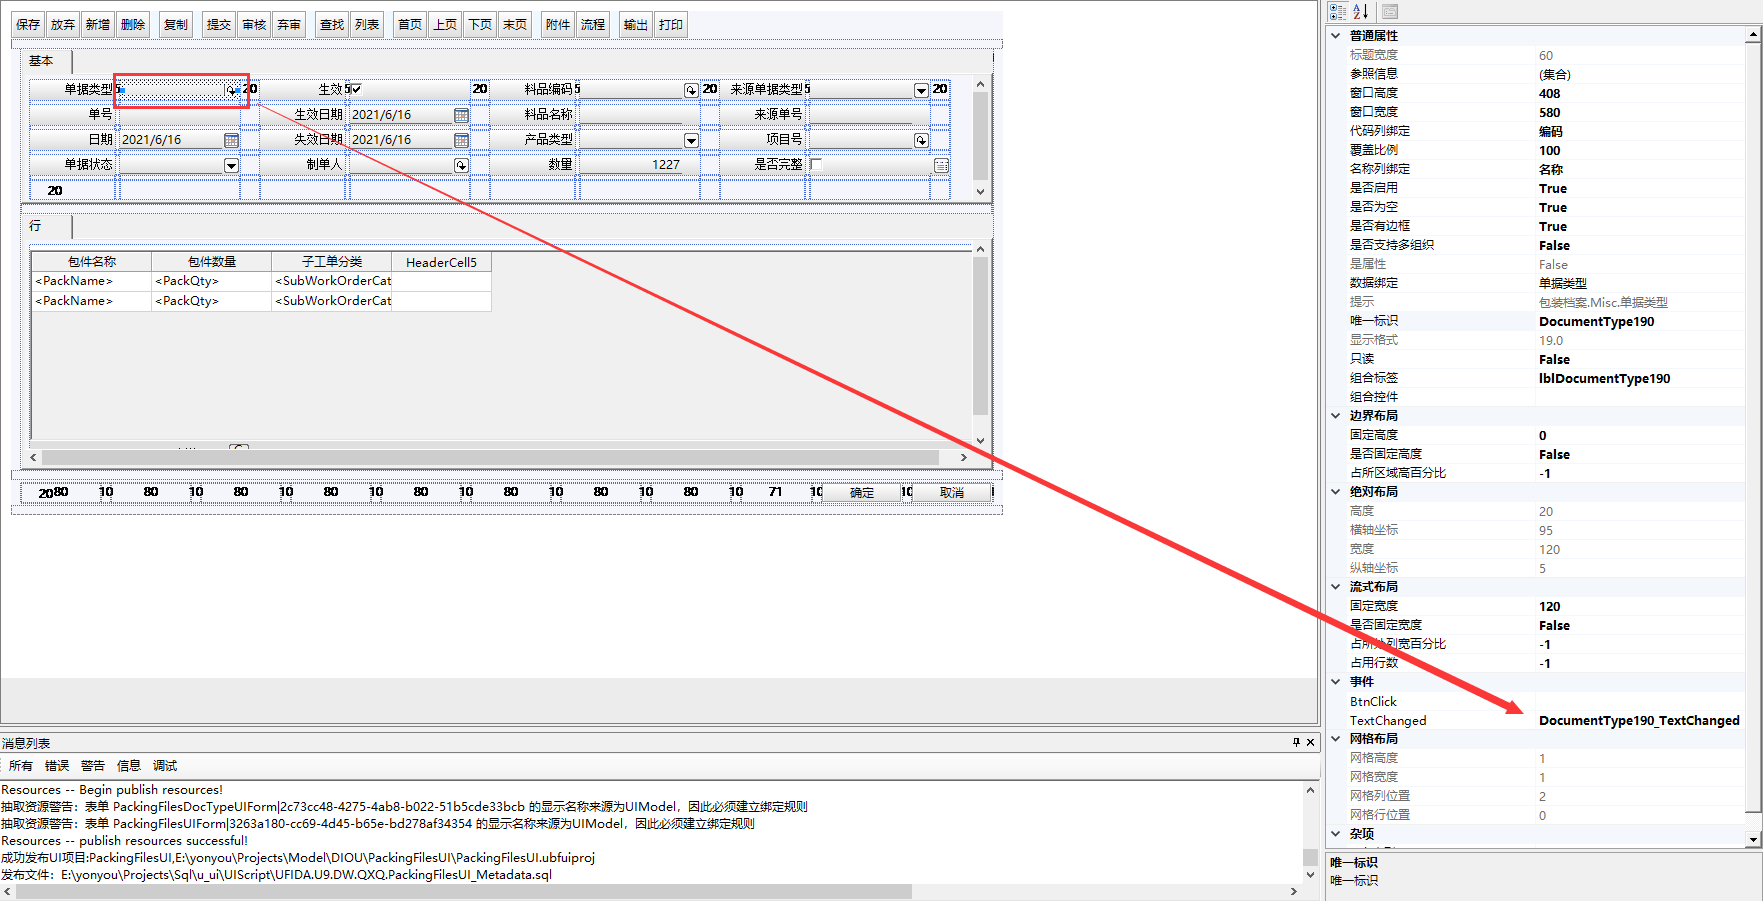 保存 放弃 新增 删除 复制 提交 审核 弃审 查找 列表 首页 上页 下页 末页 附件 流程 输出 打印
基本
单据类型 5 20 生效 5 20 料品编码 5 20 来源单据类型 5 20
单号 生效日期 2021/6/16 料品名称 来源单号
日期 2021/6/16 失效日期 2021/6/16 产品类型 项目号
单据状态 制单人 数量 1227 是否完整
20
行
包件名称 包件数量 子工单分类 HeaderCell5
<PackName> <PackQty> <SubWorkOrderCat
<PackName> <PackQty> <SubWorkOrderCat
20 80 10 80 10 80 10 80 10 80 10 80 10 80 10 80 10 71 10 确定 10 取消
消息列表
所有 错误 警告 信息 调试
Resources -- Begin publish resources!
抽取资源警告：表单 PackingFilesDocTypeUIForm|2c73cc48-4275-4ab8-b022-51b5cde33bcb 的显示名称来源为UIModel，因此必须建立绑定规则
抽取资源警告：表单 PackingFilesUIForm|3263a180-cc69-4d45-b65e-bd278af34354 的显示名称来源为UIModel，因此必须建立绑定规则
Resources -- publish resources successful!
成功发布UI项目:PackingFilesUI,E:\yonyou\Projects\Model\DIOU\PackingFilesUI\PackingFilesUI.ubfuiproj
发布文件：E:\yonyou\Projects\Sql\u_ui\UIScript\UFIDA.U9.DW.QXQ.PackingFilesUI_Metadata.sql
普通属性
标题宽度 60
参照信息 (集合)
窗口高度 408
窗口宽度 580
代码列绑定 编码
覆盖比例 100
名称列绑定 名称
是否启用 True
是否为空 True
是否有边框 True
是否支持多组织 False
是属性 False
数据绑定 单据类型
提示 包装档案.Misc.单据类型
唯一标识 DocumentType190
显示格式 19.0
只读 False
组合标签 lblDocumentType190
组合控件
边界布局
固定高度 0
是否固定高度 False
占所区域高百分比 -1
绝对布局
高度 20
横轴坐标 95
宽度 120
纵轴坐标 5
流式布局
固定宽度 120
是否固定宽度 False
占所处列宽百分比 -1
占用行数 -1
事件
BtnClick
TextChanged DocumentType190_TextChanged
网格布局
网格高度 1
网格宽度 1
网格列位置 2
网格行位置 0
杂项
唯一标识
唯一标识